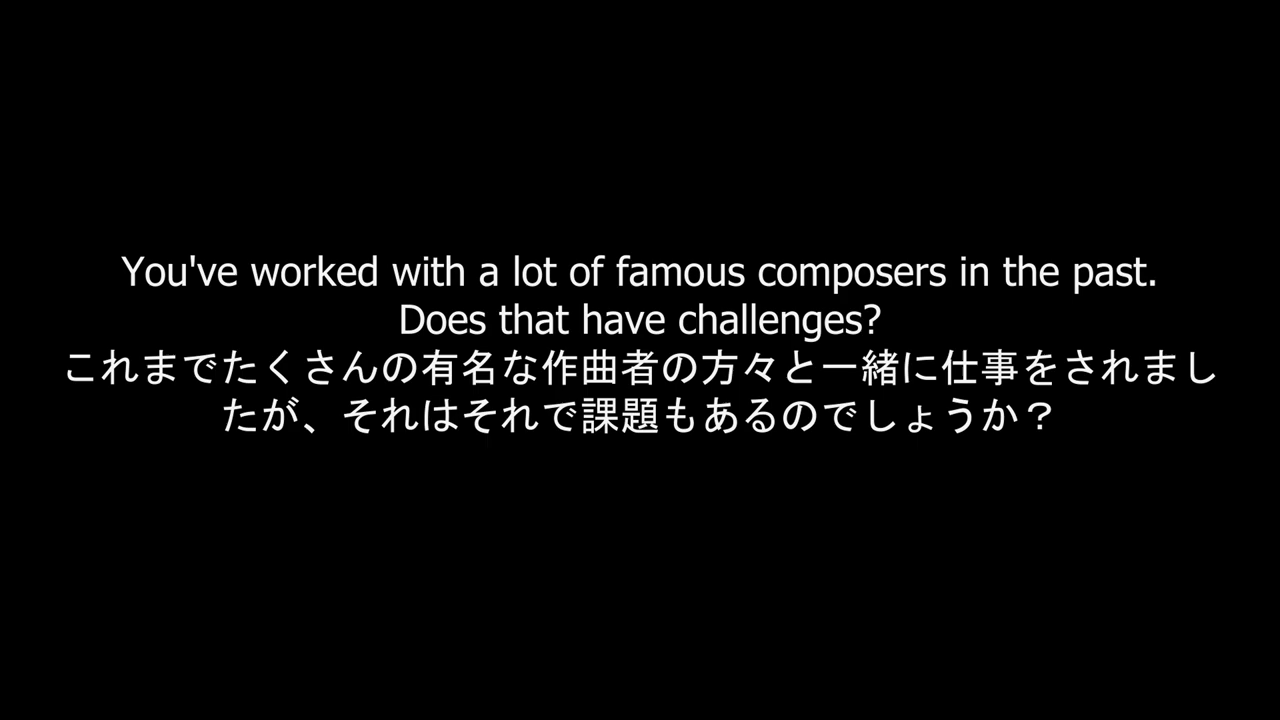 You've worked with a lot of famous composers in the past.
Does that have challenges?
これまでたくさんの有名な作曲者の方々と一緒に仕事をされまし
たが、それはそれで課題もあるのでしょうか？